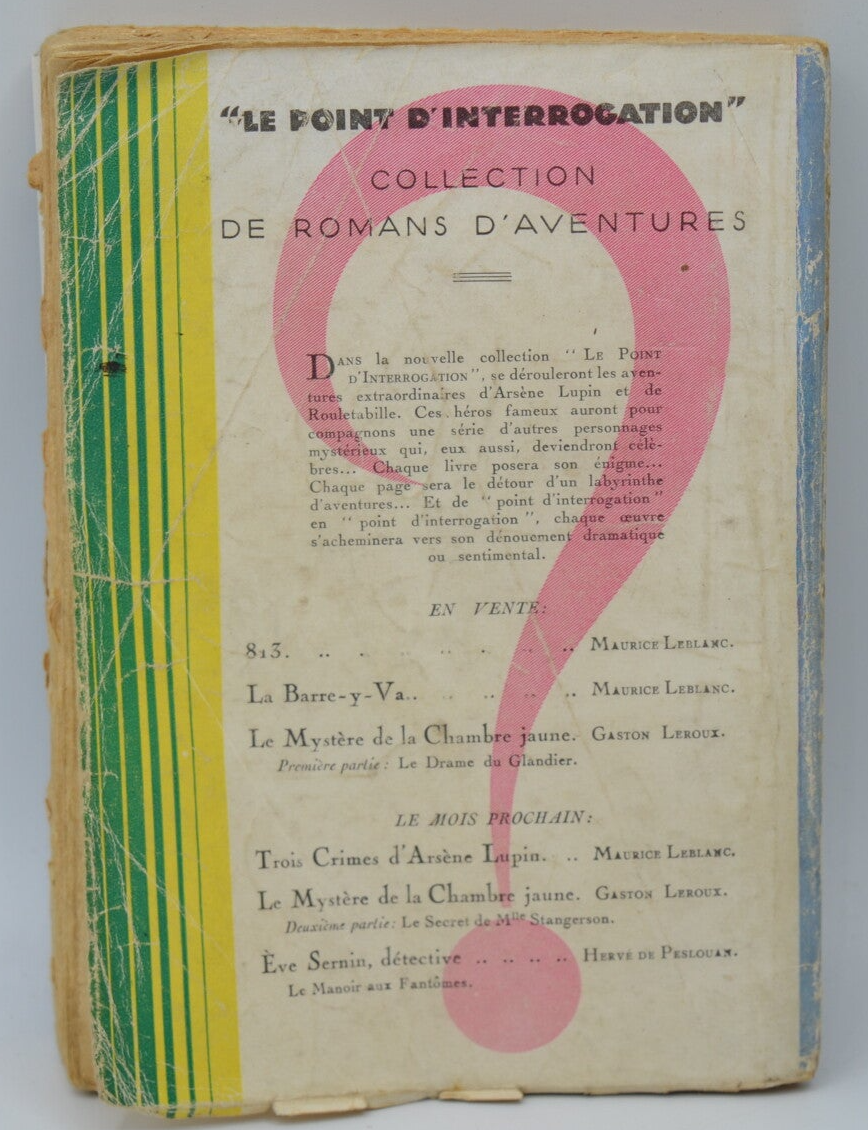 “LE POINT D'INTERROGATION”
COLLECTION
DE ROMANS D'AVENTURES
DANS la nouvelle collection “ LE POINT
D'INTERROGATION ”, se dérouleront les aven-
tures extraordinaires d'Arsène Lupin et de
Rouletabille. Ces héros fameux auront pour
compagnons une série d'autres personnages
mystérieux qui, eux aussi, deviendront célè-
bres... Chaque livre posera son énigme...
Chaque page sera le détour d'un labyrinthe
d'aventures... Et de “ point d'interrogation ”
en “ point d'interrogation ”, chaque œuvre
s'acheminera vers son dénouement dramatique
ou sentimental.
EN VENTE:
813. .. . .. .. . .. .. MAURICE LEBLANC.
La Barre-y-Va.. .. .. .. .. MAURICE LEBLANC.
Le Mystère de la Chambre jaune. GASTON LEROUX.
Première partie : Le Drame du Glandier.
LE MOIS PROCHAIN:
Trois Crimes d'Arsène Lupin. .. MAURICE LEBLANC.
Le Mystère de la Chambre jaune. GASTON LEROUX.
Deuxième partie: Le Secret de Mlle Stangerson.
Ève Sernin, détective .. .. .. .. HERVÉ DE PESLOUAN.
Le Manoir aux Fantômes.